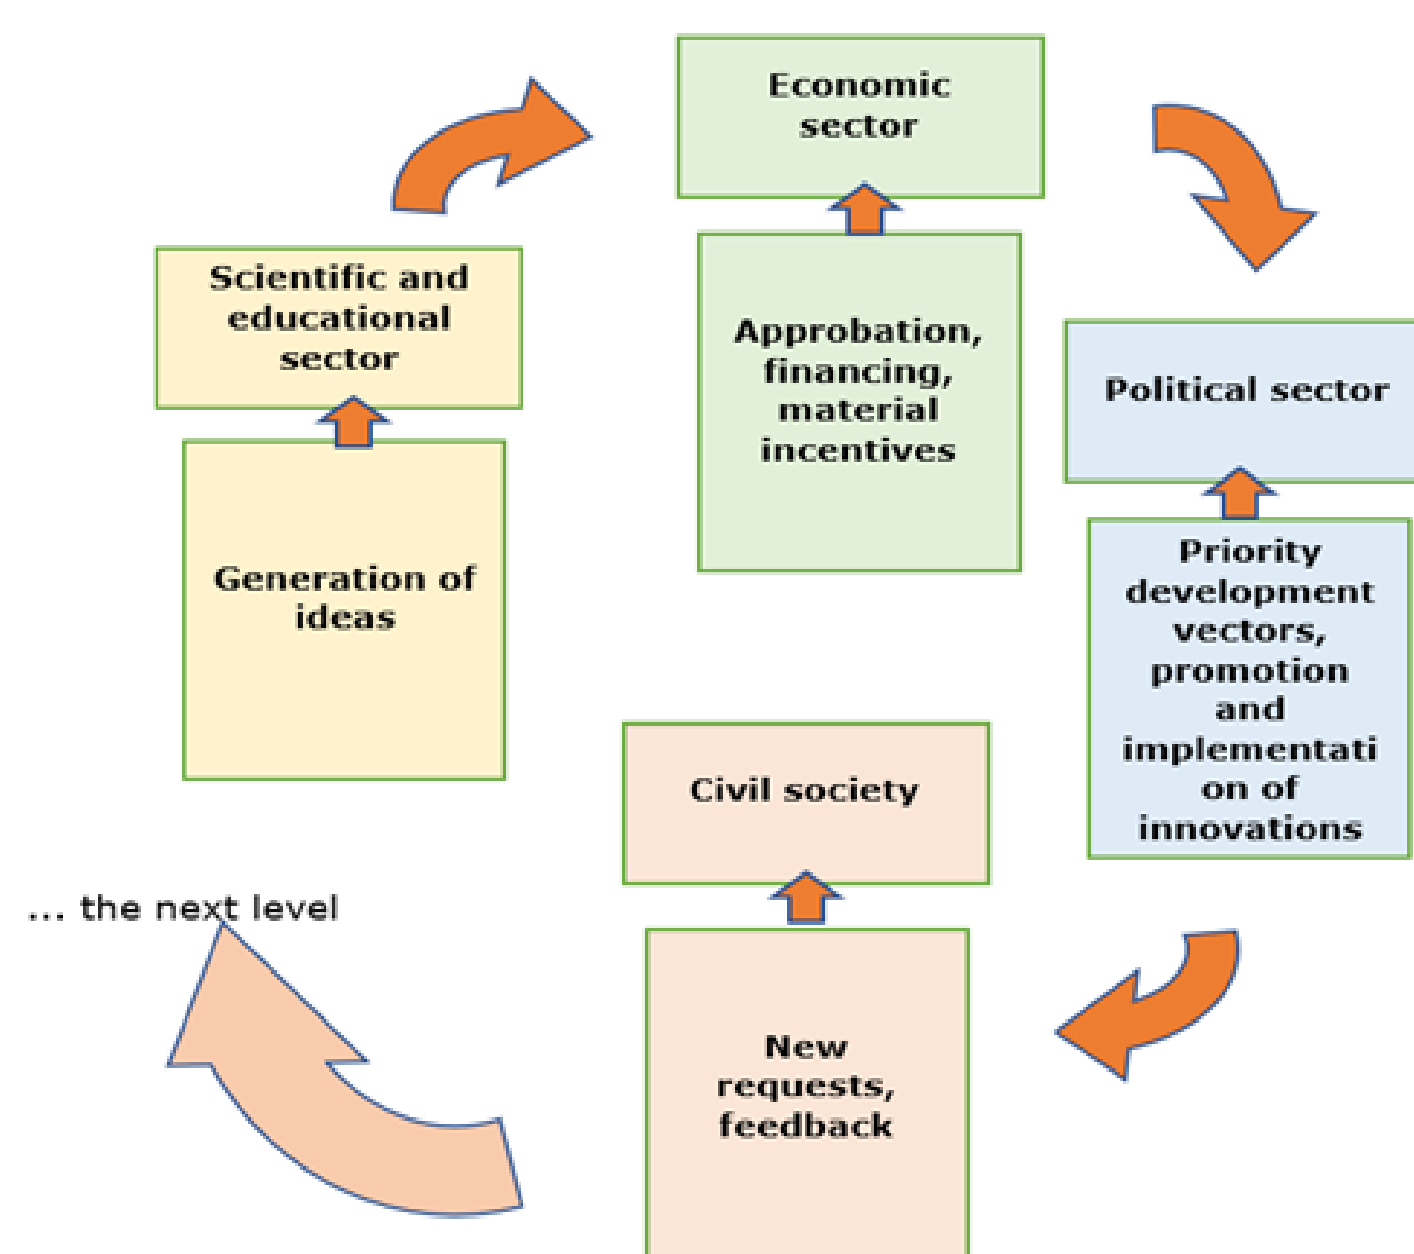 Economic
sector
Scientific and
educational
sector
Approbation,
financing,
material
incentives
Political sector
Generation of
ideas
Priority
development
vectors,
promotion
and
implementati
on of
innovations
Civil society
... the next level
New
requests,
feedback